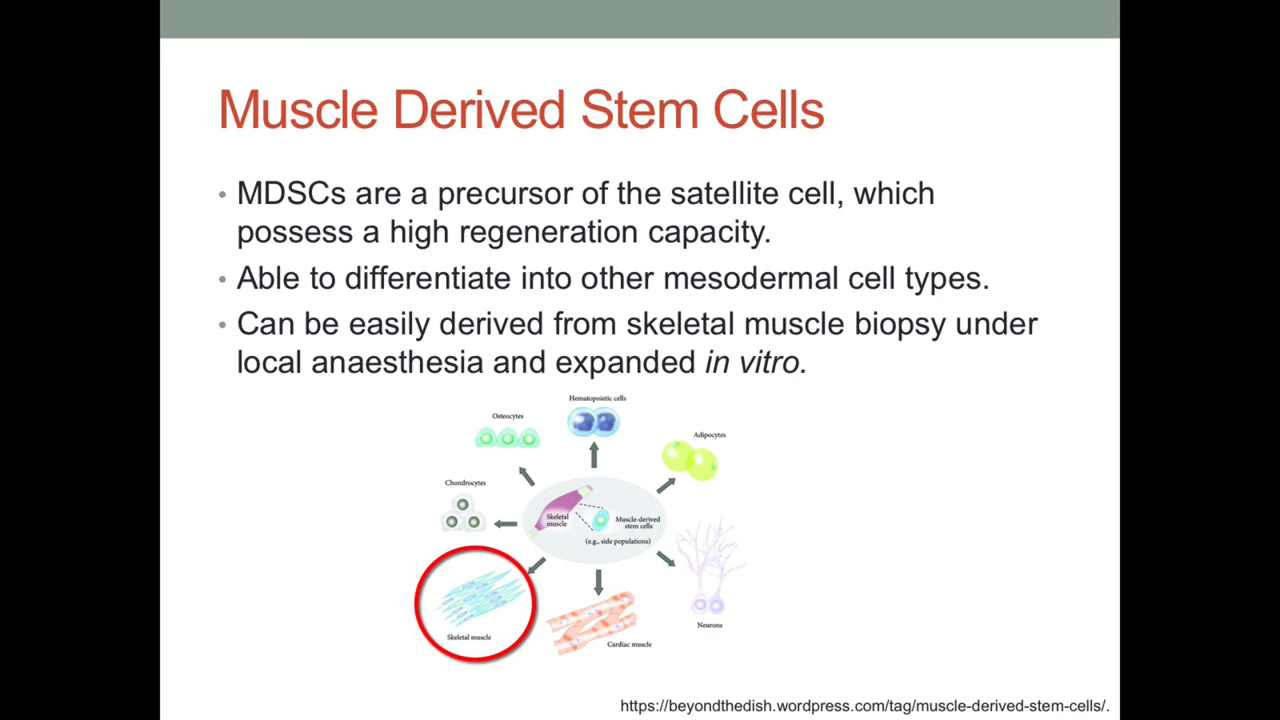 Muscle Derived Stem Cells
• MDSCs are a precursor of the satellite cell, which
possess a high regeneration capacity.
• Able to differentiate into other mesodermal cell types.
• Can be easily derived from skeletal muscle biopsy under
local anaesthesia and expanded in vitro.
Hematopoietic cells
Osteocytes
Adipocytes
Chondrocytes
Skeletal
muscle
Muscle-derived
stem cells
(e.g., side populations)
Neurons
Skeletal muscle
Cardiac muscle
https://beyondthedish.wordpress.com/tag/muscle-derived-stem-cells/.